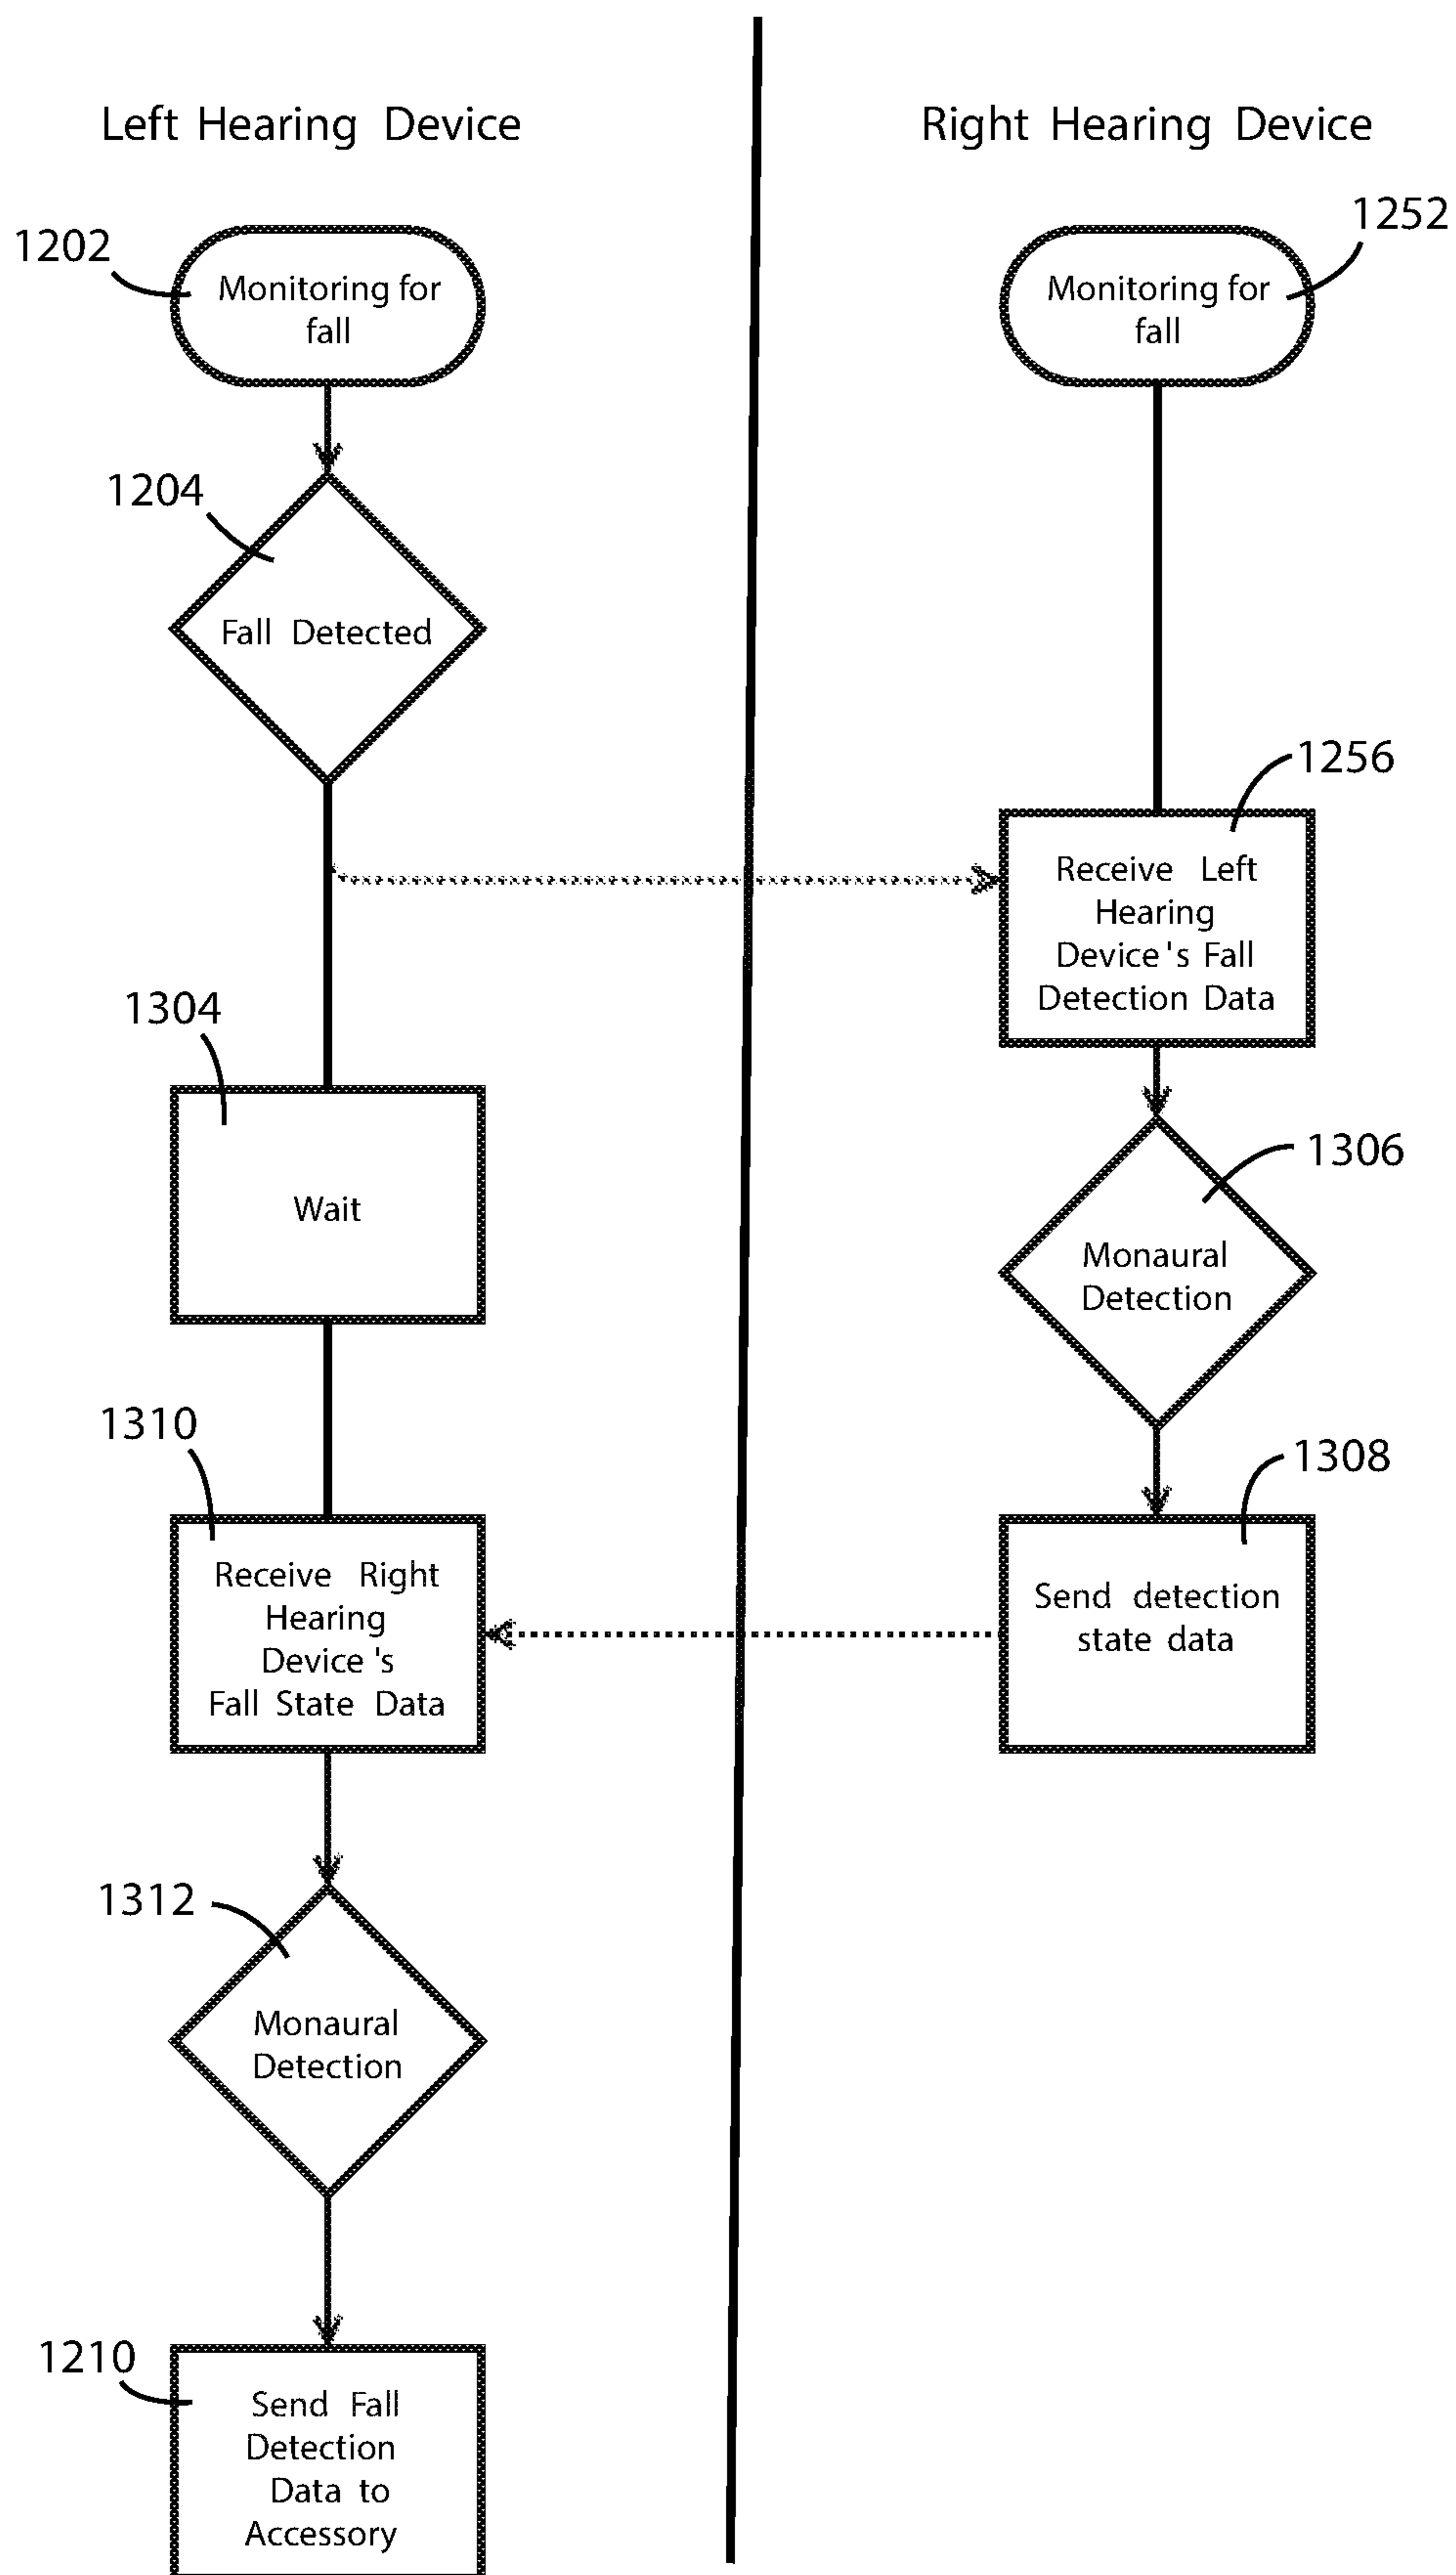 Left Hearing Device
Right Hearing Device
1202
Monitoring for
fall
1252
Monitoring for
fall
1204
Fall Detected
1256
Receive Left
Hearing
Device's Fall
Detection Data
1304
Wait
1306
Monaural
Detection
1310
Receive Right
Hearing
Device's
Fall State Data
1308
Send detection
state data
1312
Monaural
Detection
1210
Send Fall
Detection
Data to
Accessory